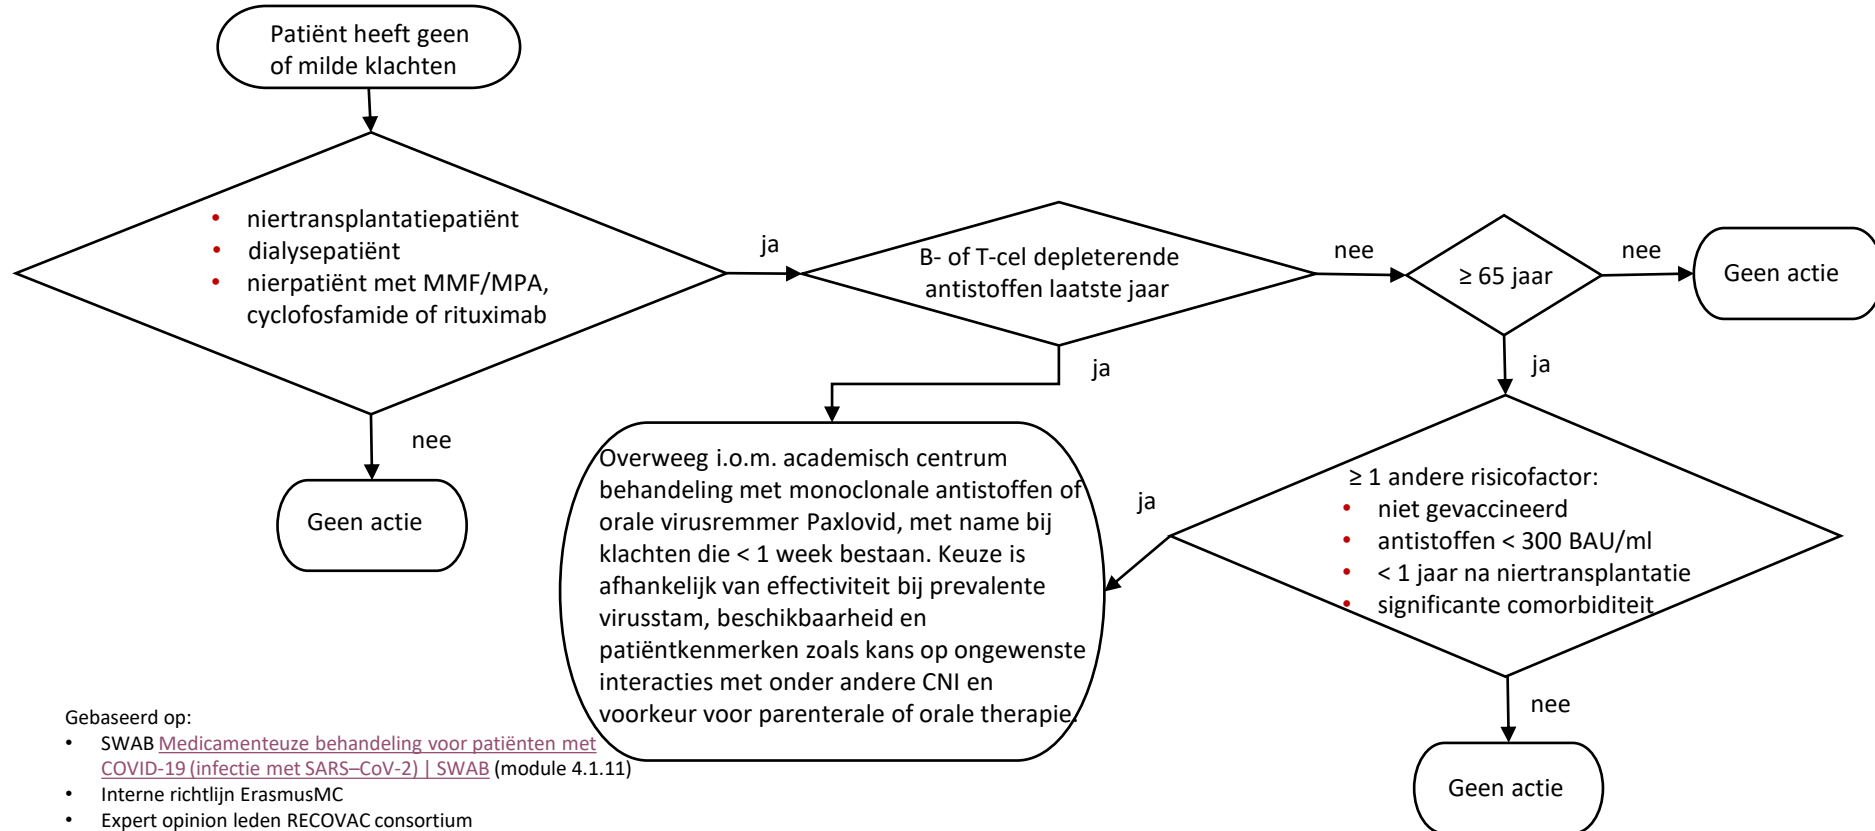 Patiënt heeft geen
of milde klachten
• niertransplantatiepatiënt
• dialysepatiënt
• nierpatiënt met MMF/MPA,
cyclofosfamide of rituximab
ja
nee
Geen actie
B- of T-cel depleterende
antistoffen laatste jaar
nee
ja
≥ 65 jaar
nee
Geen actie
ja
Overweeg i.o.m. academisch centrum
behandeling met monoclonale antistoffen of
orale virusremmer Paxlovid, met name bij
klachten die < 1 week bestaan. Keuze is
afhankelijk van effectiviteit bij prevalente
virusstam, beschikbaarheid en
patiëntkenmerken zoals kans op ongewenste
interacties met onder andere CNI en
voorkeur voor parenterale of orale therapie.
ja
≥ 1 andere risicofactor:
• niet gevaccineerd
• antistoffen < 300 BAU/ml
• < 1 jaar na niertransplantatie
• significante comorbiditeit
nee
Geen actie
Gebaseerd op:
• SWAB Medicamenteuze behandeling voor patiënten met
COVID-19 (infectie met SARS–CoV-2) | SWAB (module 4.1.11)
• Interne richtlijn ErasmusMC
• Expert opinion leden RECOVAC consortium